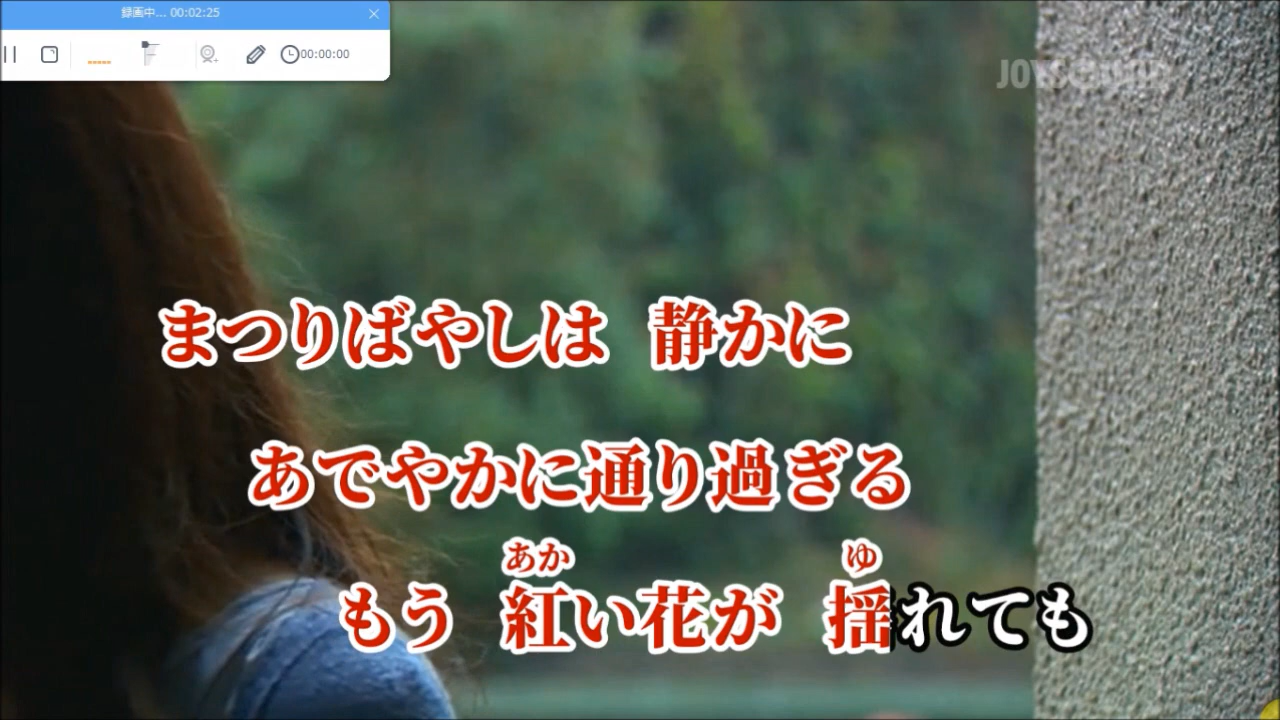 録画中... 00:02:25
00:00:00
JOYSOUND
まつりばやしは 静かに
あでやかに通り過ぎる
あか ゆ
もう 紅い花が 揺れても